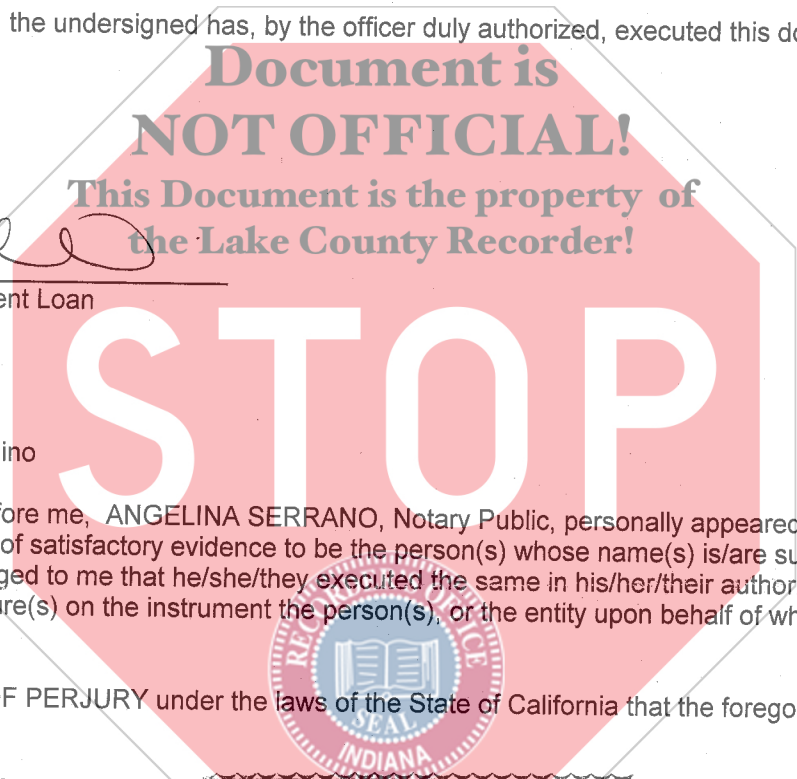 the undersigned has, by the officer duly authorized, executed this do
Document is
NOT OFFICIAL!
This Document is the property of
the Lake County Recorder!
ent Loan
STOP
ino
fore me, ANGELINA SERRANO, Notary Public, personally appeared
of satisfactory evidence to be the person(s) whose name(s) is/are su
ged to me that he/she/they executed the same in his/her/their author
ure(s) on the instrument the person(s), or the entity upon behalf of wh
RECORDER'S OFFICE
F PERJURY under the laws of the State of California that the forego
SEAL
INDIANA